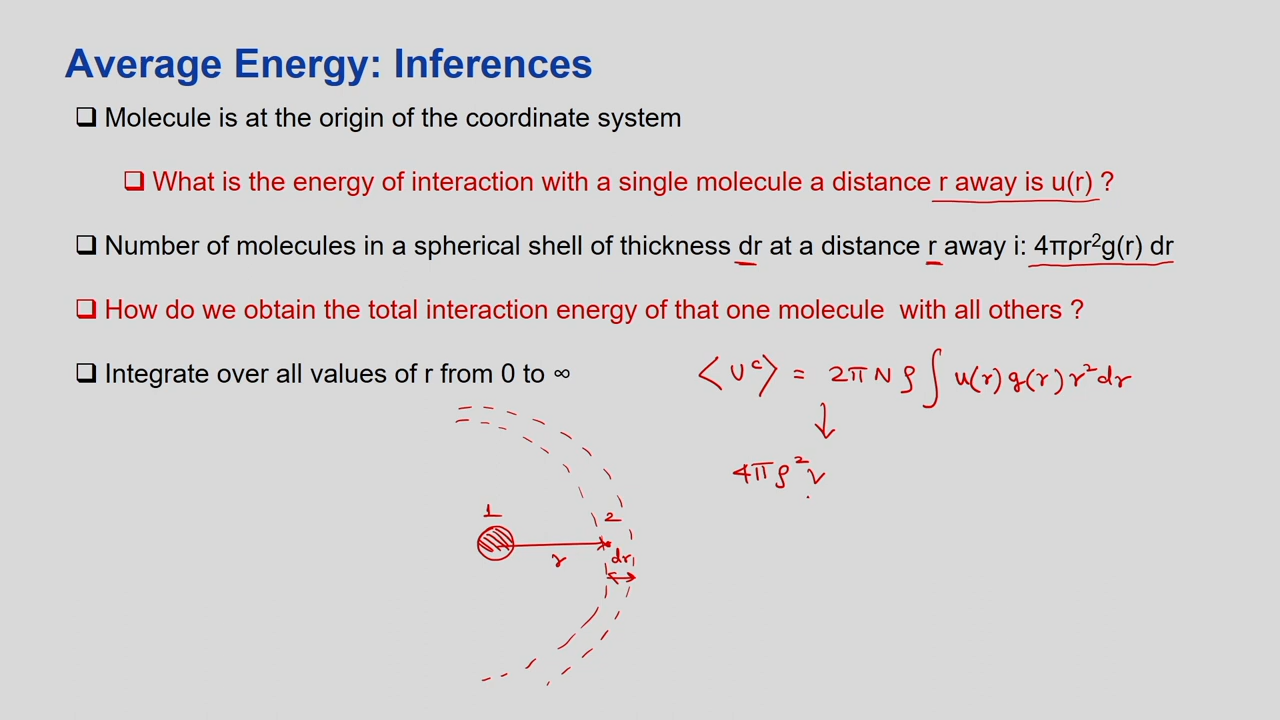 Average Energy: Inferences
Molecule is at the origin of the coordinate system
What is the energy of interaction with a single molecule a distance r away is u(r) ?
Number of molecules in a spherical shell of thickness dr at a distance r away i: 4πρr²g(r) dr
How do we obtain the total interaction energy of that one molecule with all others ?
Integrate over all values of r from 0 to ∞
⟨U^c⟩ = 2πNρ∫u(r)g(r)r²dr
4πρ²
1
2
r
dr